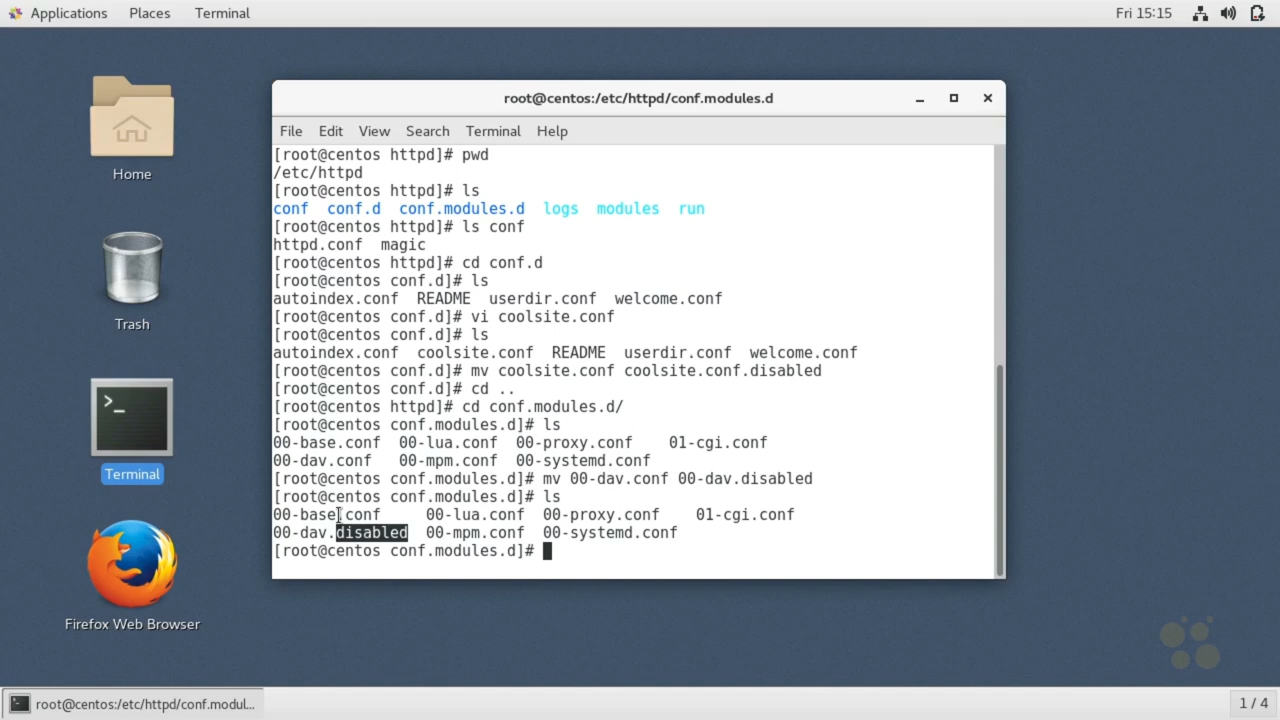 Applications Places Terminal Fri 15:15
Home
Trash
Terminal
Firefox Web Browser
root@centos:/etc/httpd/conf.modules.d
File Edit View Search Terminal Help
[root@centos httpd]# pwd
/etc/httpd
[root@centos httpd]# ls
conf conf.d conf.modules.d logs modules run
[root@centos httpd]# ls conf
httpd.conf magic
[root@centos httpd]# cd conf.d
[root@centos conf.d]# ls
autoindex.conf README userdir.conf welcome.conf
[root@centos conf.d]# vi coolsite.conf
[root@centos conf.d]# ls
autoindex.conf coolsite.conf README userdir.conf welcome.conf
[root@centos conf.d]# mv coolsite.conf coolsite.conf.disabled
[root@centos conf.d]# cd ..
[root@centos httpd]# cd conf.modules.d/
[root@centos conf.modules.d]# ls
00-base.conf 00-lua.conf 00-proxy.conf 01-cgi.conf
00-dav.conf 00-mpm.conf 00-systemd.conf
[root@centos conf.modules.d]# mv 00-dav.conf 00-dav.disabled
[root@centos conf.modules.d]# ls
00-base.conf 00-lua.conf 00-proxy.conf 01-cgi.conf
00-dav.disabled 00-mpm.conf 00-systemd.conf
[root@centos conf.modules.d]#
root@centos:/etc/httpd/conf.modul...
1 / 4